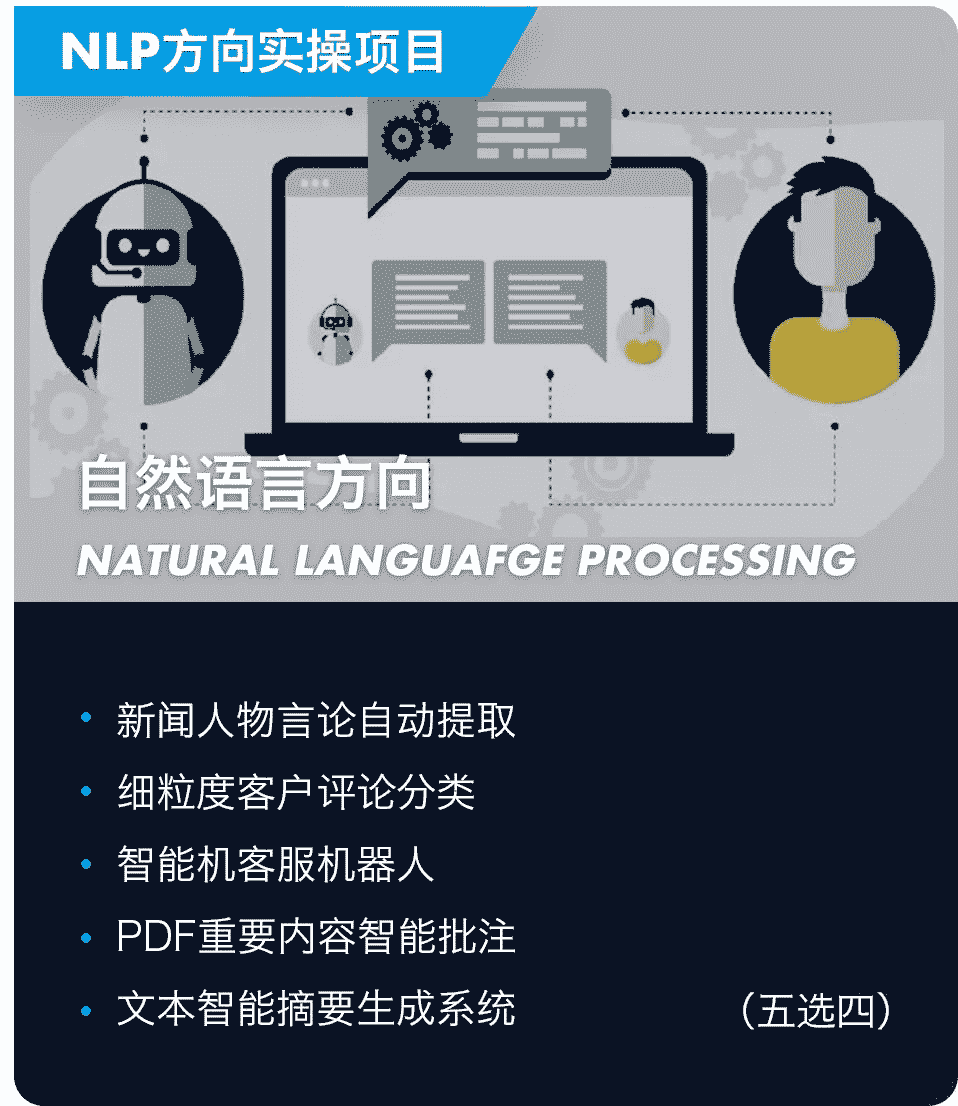 NLP方向实操项目
自然语言方向
NATURAL LANGUAFGE PROCESSING
• 新闻人物言论自动提取
• 细粒度客户评论分类
• 智能机客服机器人
• PDF重要内容智能批注
• 文本智能摘要生成系统
（五选四）